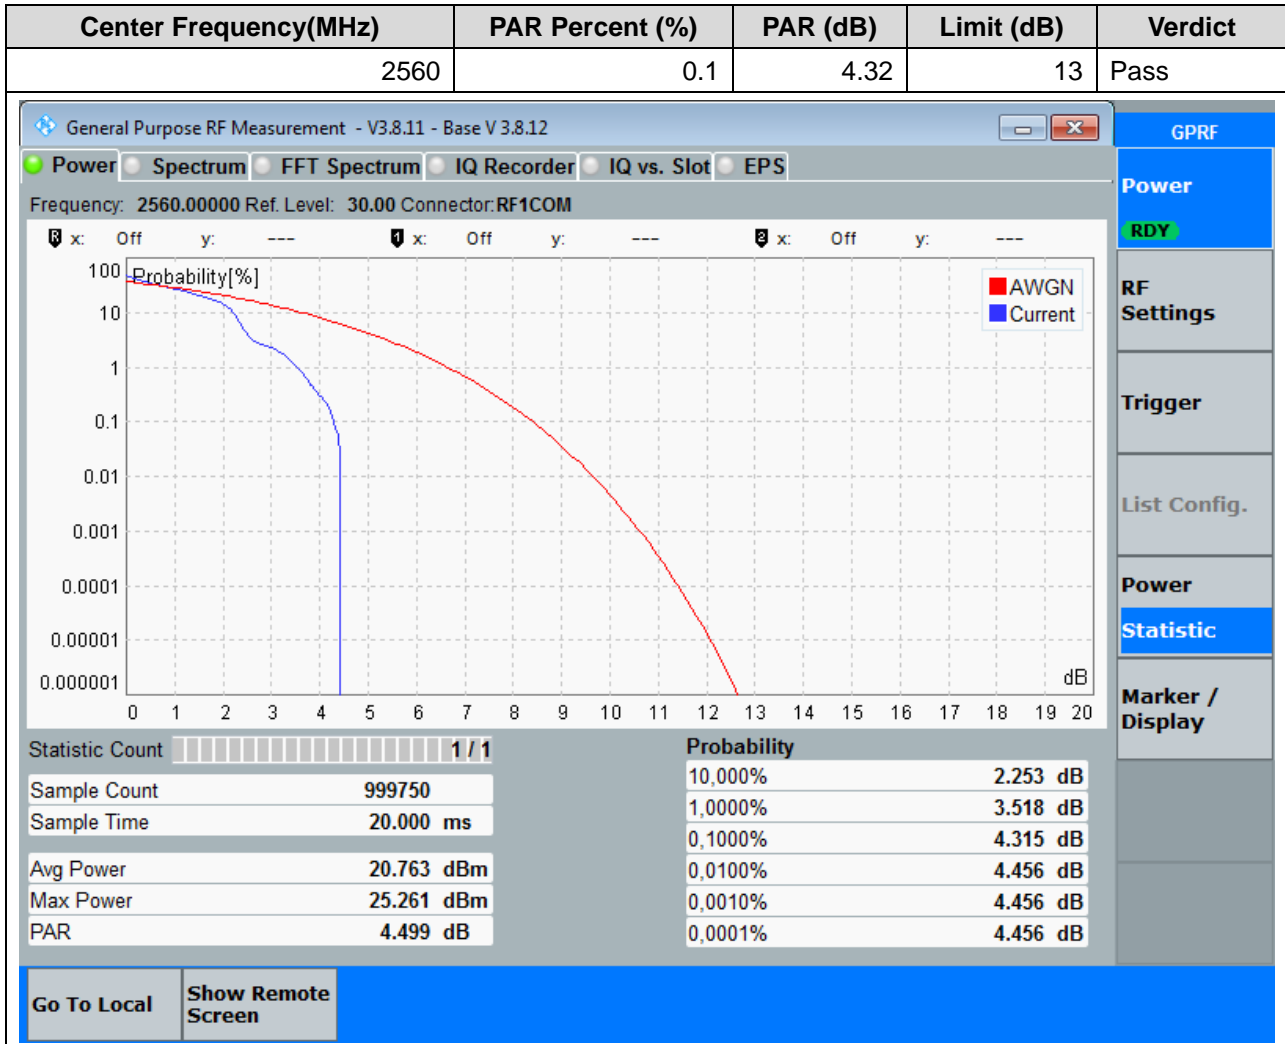 Center Frequency(MHz) PAR Percent (%) PAR (dB) Limit (dB) Verdict
2560 0.1 4.32 13 Pass
General Purpose RF Measurement - V3.8.11 - Base V 3.8.12
GPRF
Power Spectrum FFT Spectrum IQ Recorder IQ vs. Slot EPS
Power
RDY
Frequency: 2560.00000 Ref. Level: 30.00 Connector:RF1COM
R x: Off y: --- 1 x: Off y: --- 2 x: Off y: ---
Probability[%]
AWGN
Current
100
10
1
0.1
0.01
0.001
0.0001
0.00001
0.000001
dB
0 1 2 3 4 5 6 7 8 9 10 11 12 13 14 15 16 17 18 19 20
RF
Settings
Trigger
List Config.
Power
Statistic
Marker /
Display
Statistic Count 1 / 1
Sample Count 999750
Sample Time 20.000 ms
Avg Power 20.763 dBm
Max Power 25.261 dBm
PAR 4.499 dB
Probability
10,000% 2.253 dB
1,0000% 3.518 dB
0,1000% 4.315 dB
0,0100% 4.456 dB
0,0010% 4.456 dB
0,0001% 4.456 dB
Go To Local
Show Remote
Screen